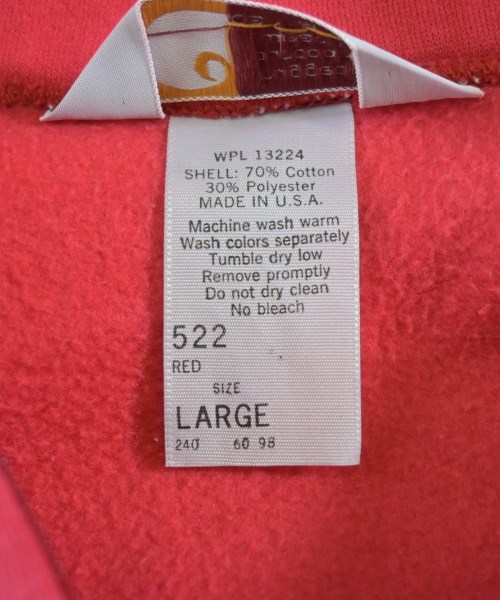 WPL 13224
SHELL: 70% Cotton
30% Polyester
MADE IN U.S.A.
Machine wash warm
Wash colors separately
Tumble dry low
Remove promptly
Do not dry clean
No bleach
522
RED
SIZE
LARGE
240 60 98